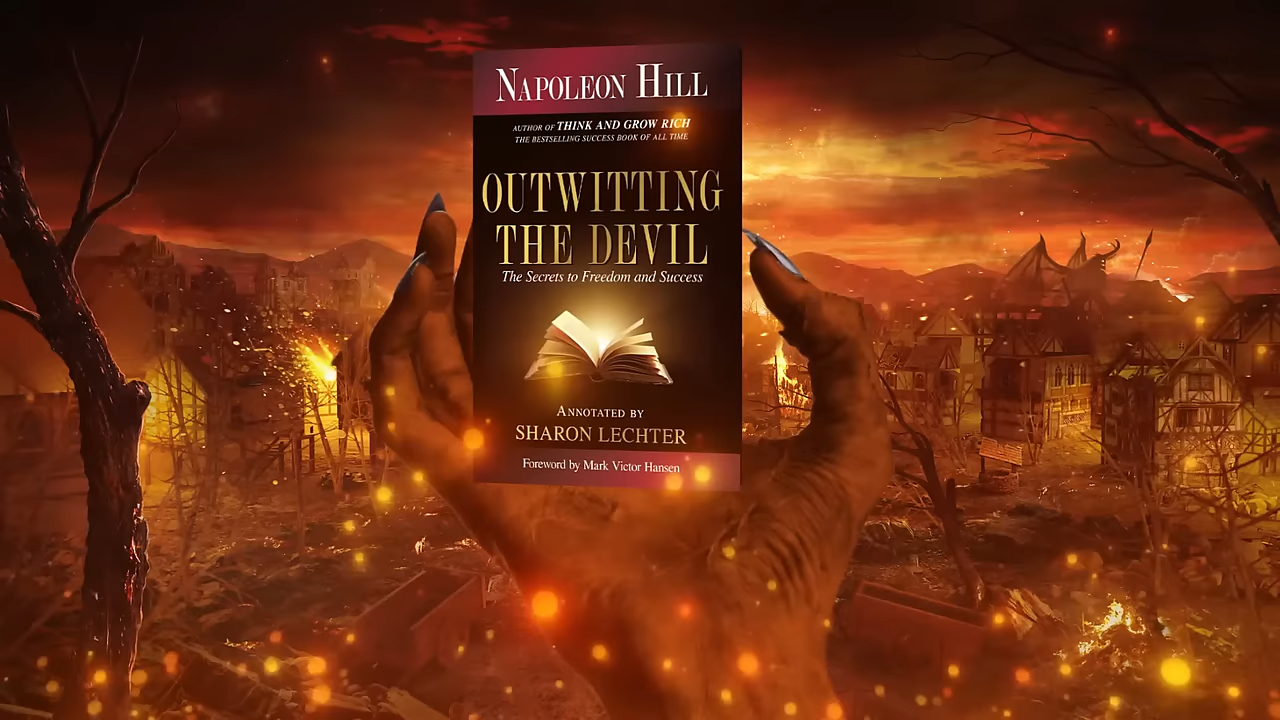 NAPOLEON HILL
AUTHOR OF THINK AND GROW RICH
THE BESTSELLING SUCCESS BOOK OF ALL TIME
OUTWITTING
THE DEVIL
The Secrets to Freedom and Success
ANNOTATED BY
SHARON LECHTER
Foreword by Mark Victor Hansen